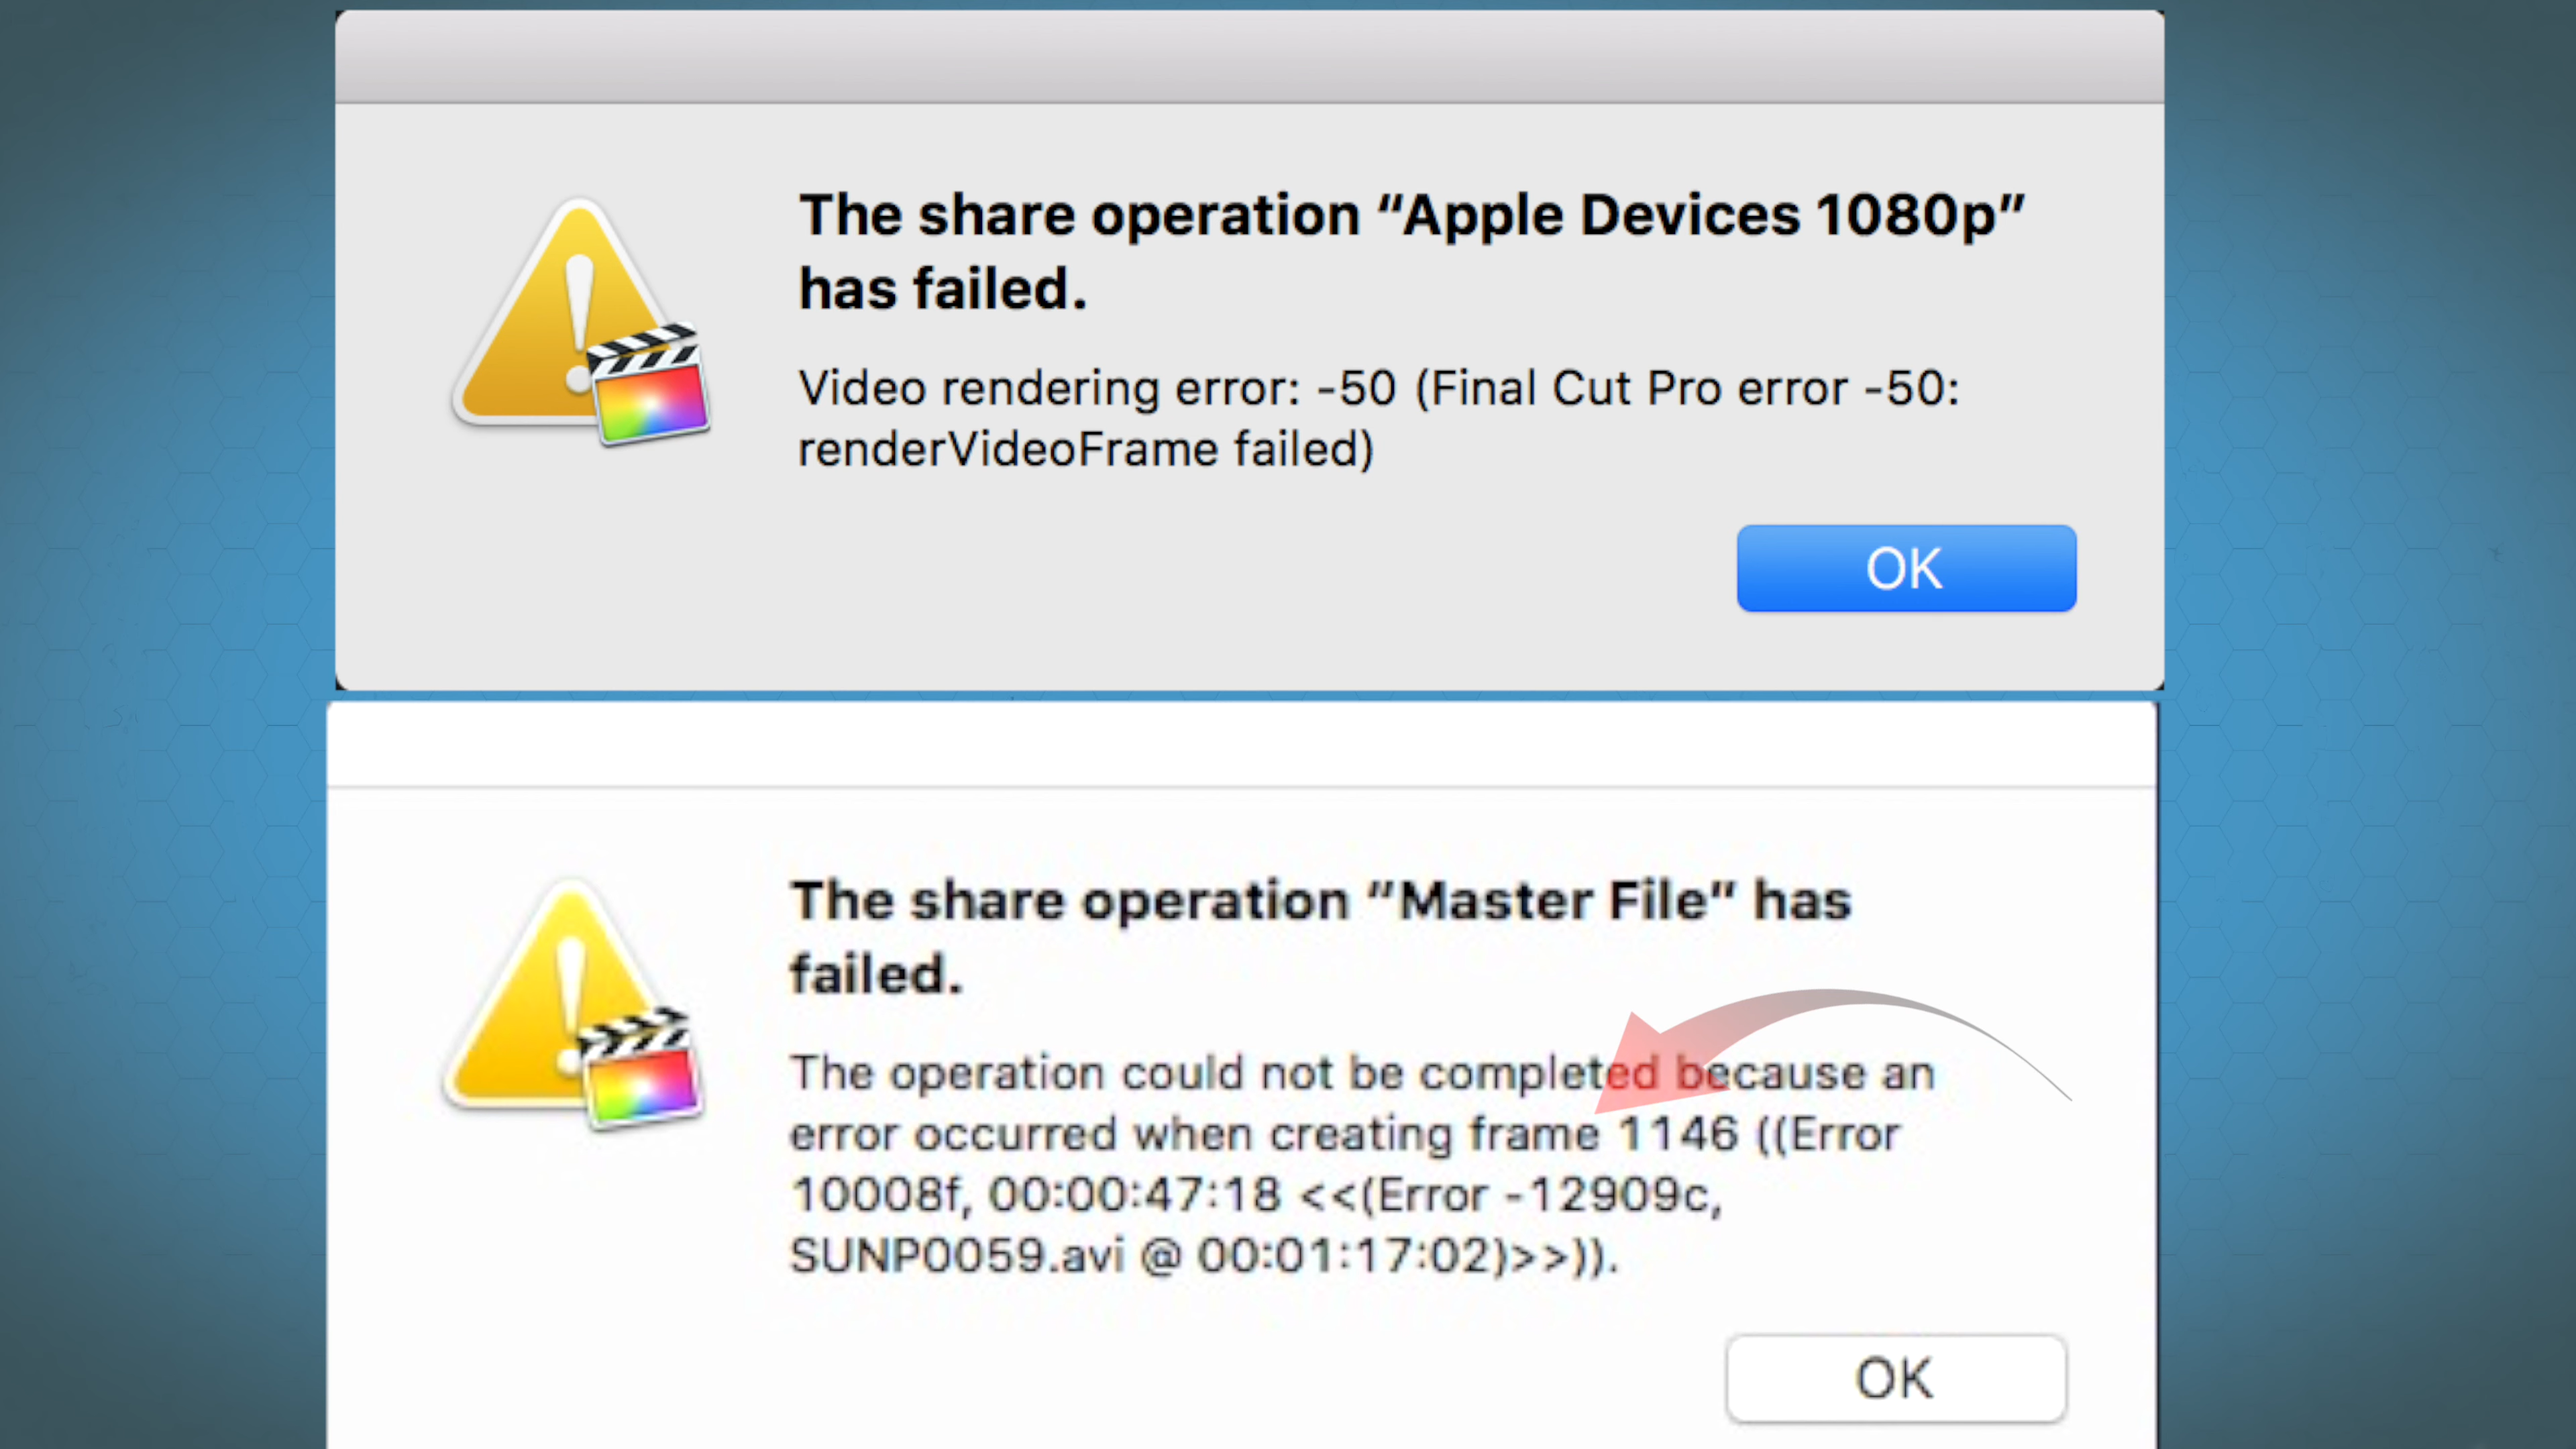 The share operation “Apple Devices 1080p”
has failed.
Video rendering error: -50 (Final Cut Pro error -50:
renderVideoFrame failed)
OK
The share operation “Master File” has
failed.
The operation could not be completed because an
error occurred when creating frame 1146 ((Error
10008f, 00:00:47:18 <<(Error -12909c,
SUNP0059.avi @ 00:01:17:02)>>)).
OK